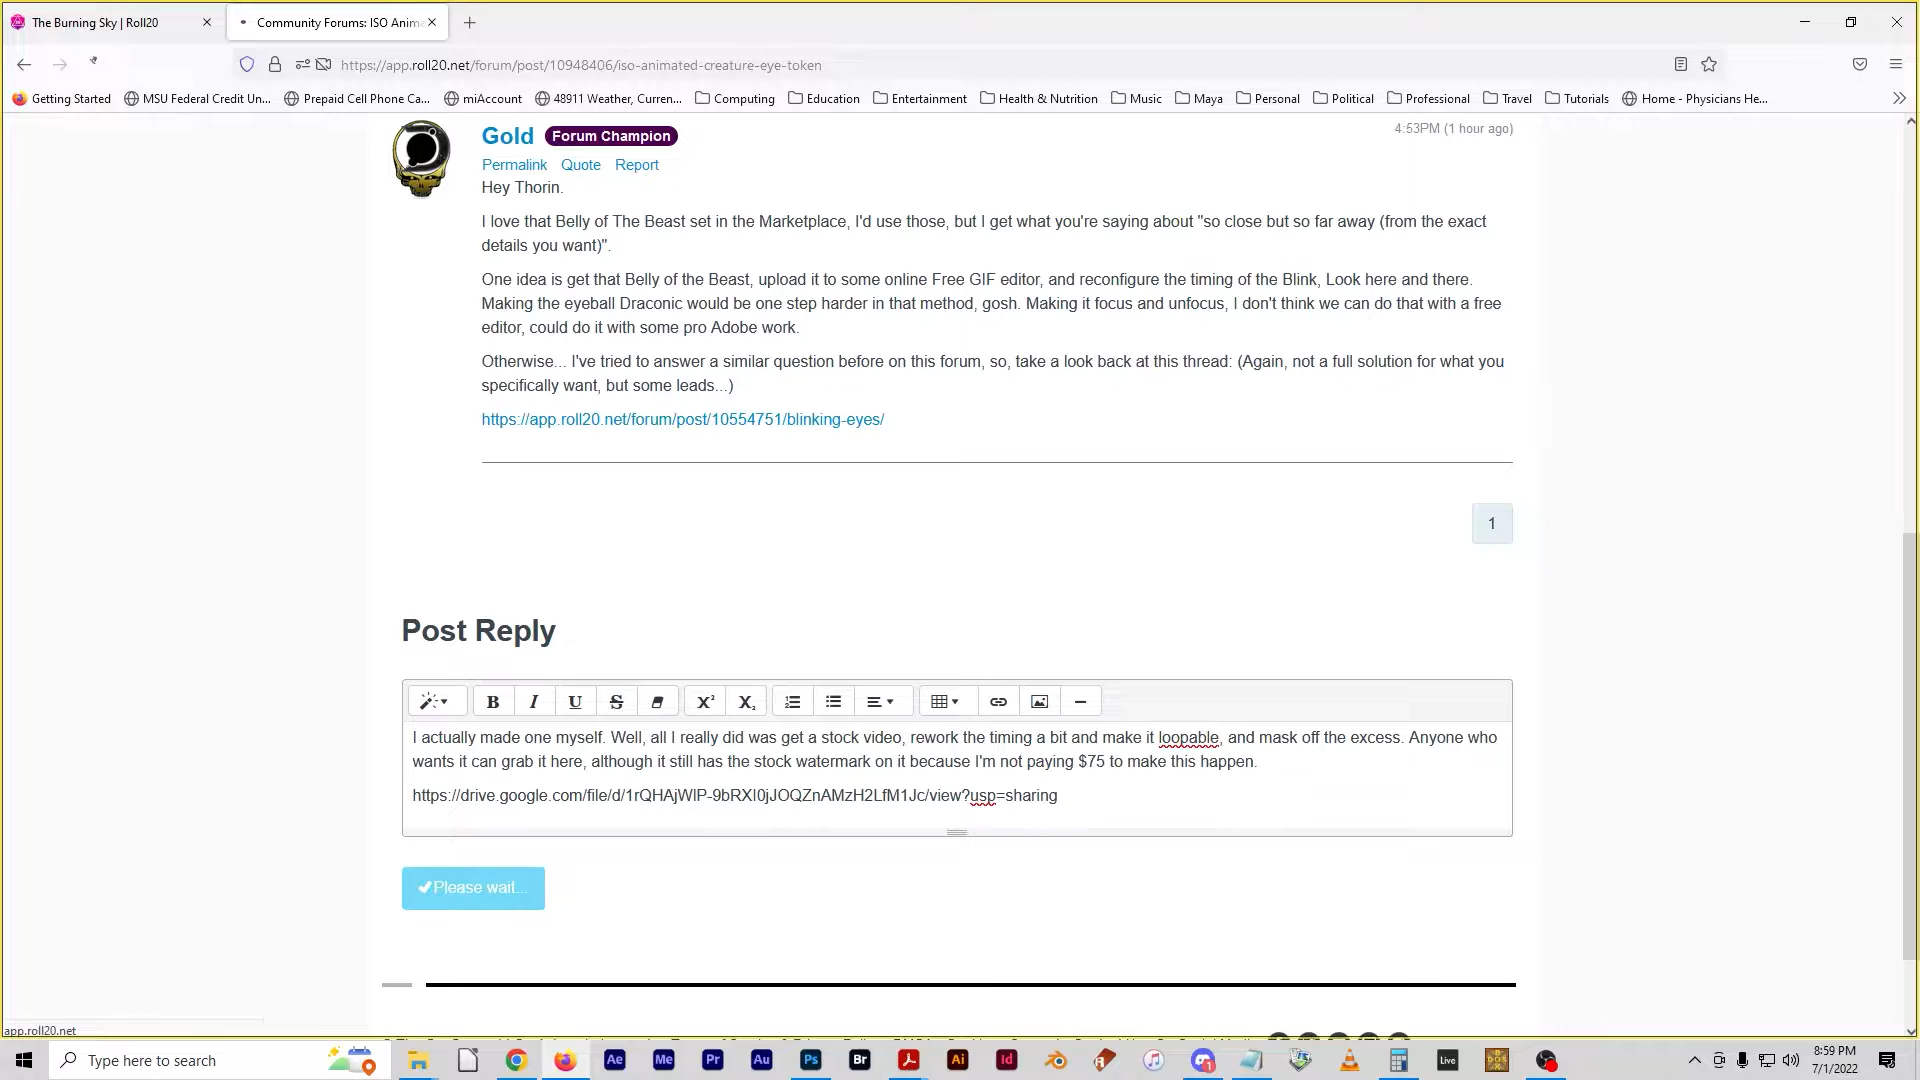 The Burning Sky | Roll20
Community Forums: ISO Anim
https://app.roll20.net/forum/post/10948406/iso-animated-creature-eye-token
Getting Started MSU Federal Credit Un... Prepaid Cell Phone Ca... miAccount 48911 Weather, Curren... Computing Education Entertainment Health & Nutrition Music Maya Personal Political Professional Travel Tutorials Home - Physicians He...
Gold Forum Champion 4:53PM (1 hour ago)
Permalink Quote Report
Hey Thorin.
I love that Belly of The Beast set in the Marketplace, I'd use those, but I get what you're saying about "so close but so far away (from the exact
details you want)".
One idea is get that Belly of the Beast, upload it to some online Free GIF editor, and reconfigure the timing of the Blink, Look here and there.
Making the eyeball Draconic would be one step harder in that method, gosh. Making it focus and unfocus, I don't think we can do that with a free
editor, could do it with some pro Adobe work.
Otherwise... I've tried to answer a similar question before on this forum, so, take a look back at this thread: (Again, not a full solution for what you
specifically want, but some leads...)
https://app.roll20.net/forum/post/10554751/blinking-eyes/
1
Post Reply
B I U S X² X₂
I actually made one myself. Well, all I really did was get a stock video, rework the timing a bit and make it loopable, and mask off the excess. Anyone who
wants it can grab it here, although it still has the stock watermark on it because I'm not paying $75 to make this happen.
https://drive.google.com/file/d/1rQHAjWlP-9bRXI0jJOQZnAMzH2LfM1Jc/view?usp=sharing
Please wait...
app.roll20.net
Type here to search
Ae Me Pr Au Ps Br Ai Id 1 Live
8:59 PM
7/1/2022